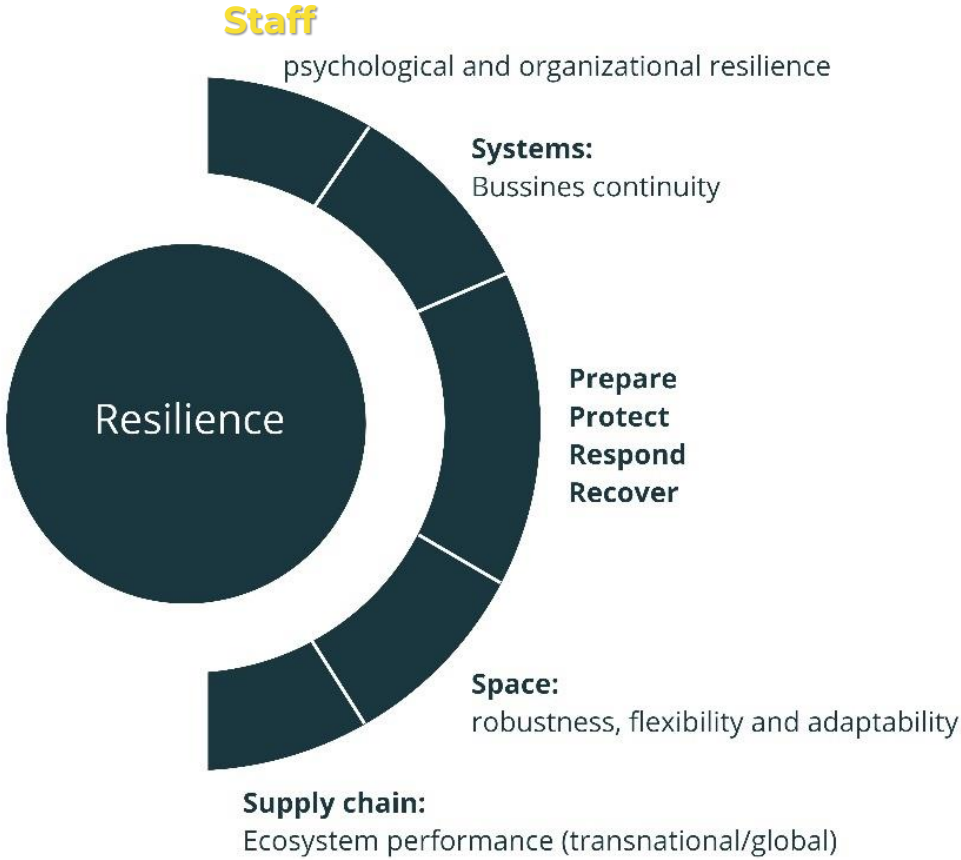 Staff
psychological and organizational resilience
Systems:
Bussines continuity
Resilience
Prepare
Protect
Respond
Recover
Space:
robustness, flexibility and adaptability
Supply chain:
Ecosystem performance (transnational/global)